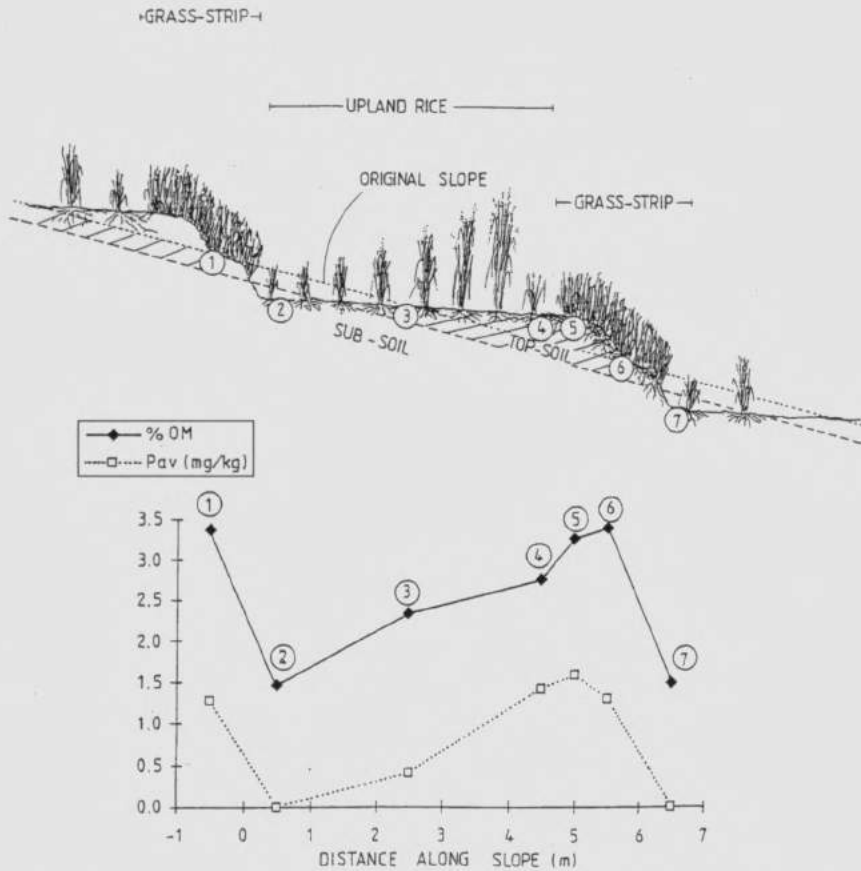 GRASS-STRIP
UPLAND RICE
ORIGINAL SLOPE
GRASS-STRIP
1
2
3
4
5
6
7
SUB-SOIL
TOP-SOIL
% OM
Pav (mg/kg)
1
2
3
4
5
6
7
3.5
3.0
2.5
2.0
1.5
1.0
0.5
0.0
-1 0 1 2 3 4 5 6 7
DISTANCE ALONG SLOPE (m)